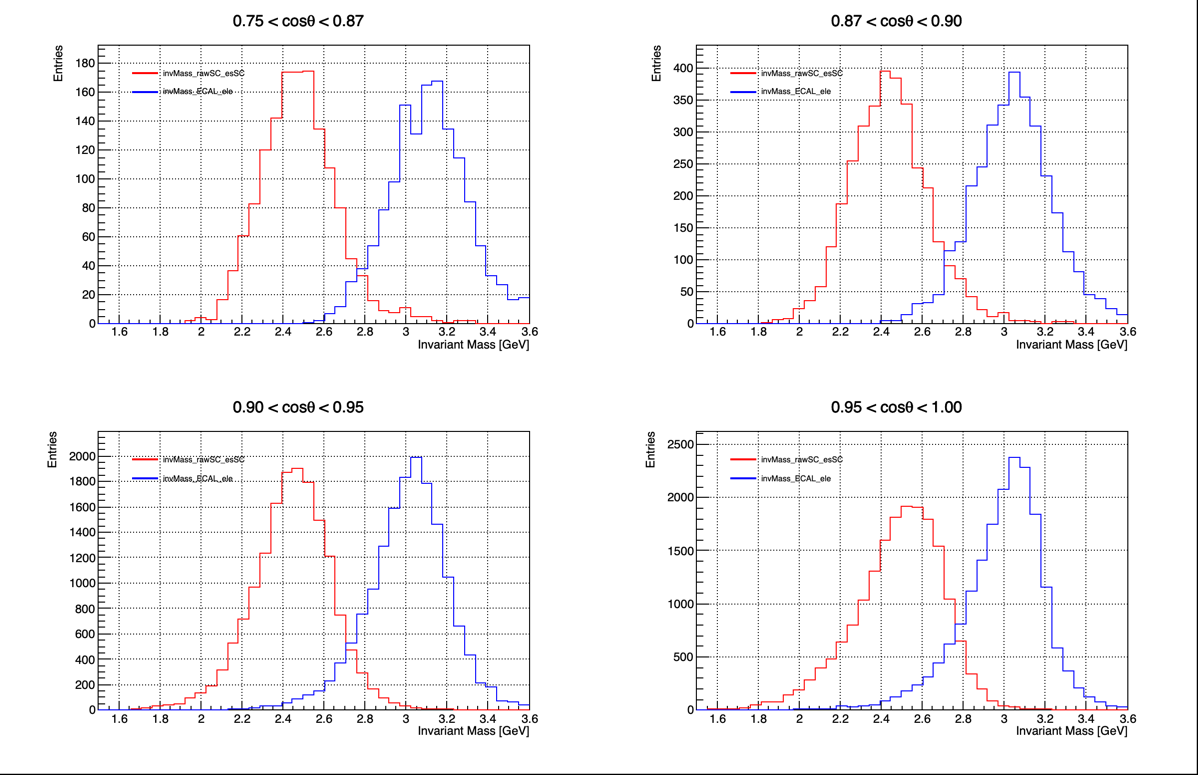 0.75 < cosθ < 0.87
Entries
180
160
140
120
100
80
60
40
20
0
invMass_rawSC_esSC
invMass_ECAL_ele
1.6 1.8 2 2.2 2.4 2.6 2.8 3 3.2 3.4 3.6
Invariant Mass [GeV]
0.87 < cosθ < 0.90
Entries
400
350
300
250
200
150
100
50
0
invMass_rawSC_esSC
invMass_ECAL_ele
1.6 1.8 2 2.2 2.4 2.6 2.8 3 3.2 3.4 3.6
Invariant Mass [GeV]
0.90 < cosθ < 0.95
Entries
2000
1800
1600
1400
1200
1000
800
600
400
200
0
invMass_rawSC_esSC
invMass_ECAL_ele
1.6 1.8 2 2.2 2.4 2.6 2.8 3 3.2 3.4 3.6
Invariant Mass [GeV]
0.95 < cosθ < 1.00
Entries
2500
2000
1500
1000
500
0
invMass_rawSC_esSC
invMass_ECAL_ele
1.6 1.8 2 2.2 2.4 2.6 2.8 3 3.2 3.4 3.6
Invariant Mass [GeV]